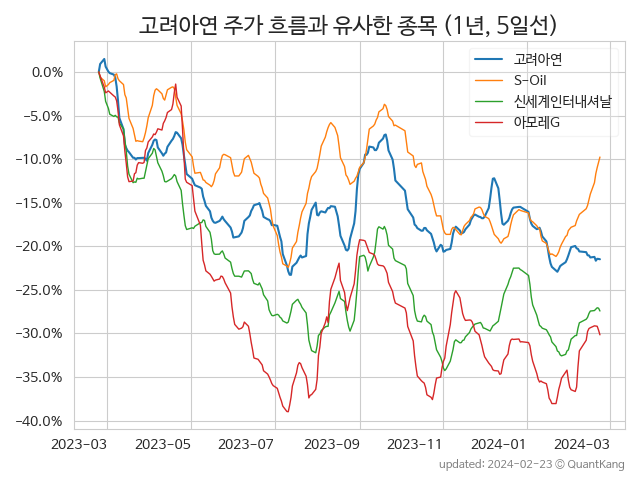 고려아연 주가 흐름과 유사한 종목 (1년, 5일선)
고려아연
S-Oil
신세계인터내셔날
아모레G
0.0%
−5.0%
−10.0%
−15.0%
−20.0%
−25.0%
−30.0%
−35.0%
−40.0%
2023-03 2023-05 2023-07 2023-09 2023-11 2024-01 2024-03
updated: 2024-02-23 ⓒ QuantKang